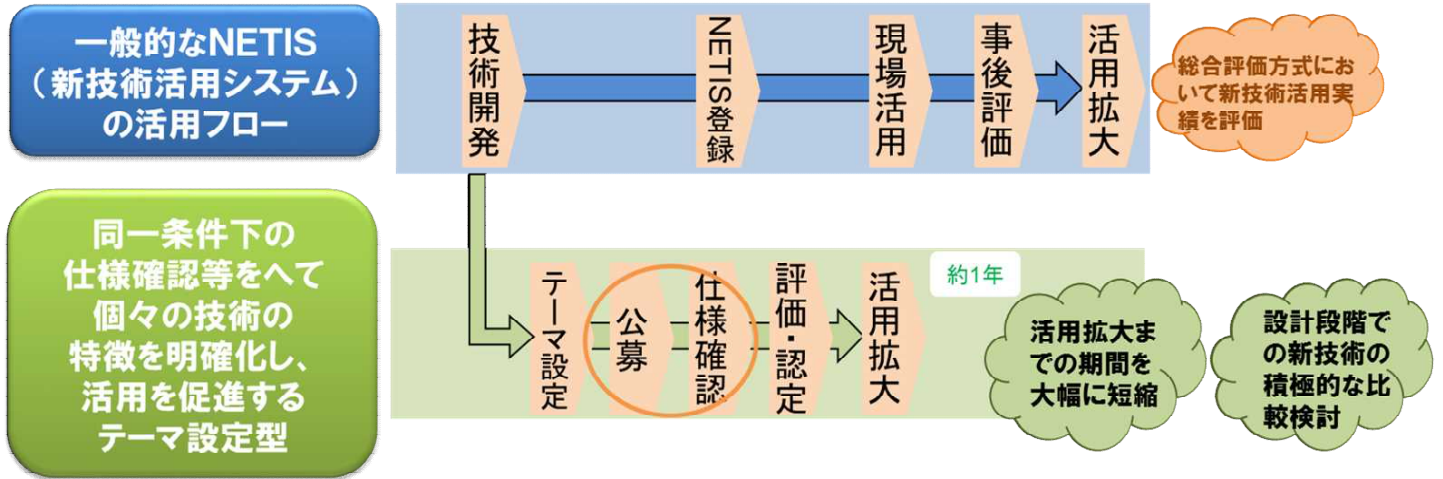 一般的なNETIS
（新技術活用システム）
の活用フロー
技術開発
NETIS登録
現場活用
事後評価
活用拡大
総合評価方式にお
いて新技術活用実
績を評価
同一条件下の
仕様確認等をへて
個々の技術の
特徴を明確化し、
活用を促進する
テーマ設定型
テーマ設定
公募
仕様確認
評価・認定
活用拡大
約1年
活用拡大ま
での期間を
大幅に短縮
設計段階で
の新技術の
積極的な比
較検討